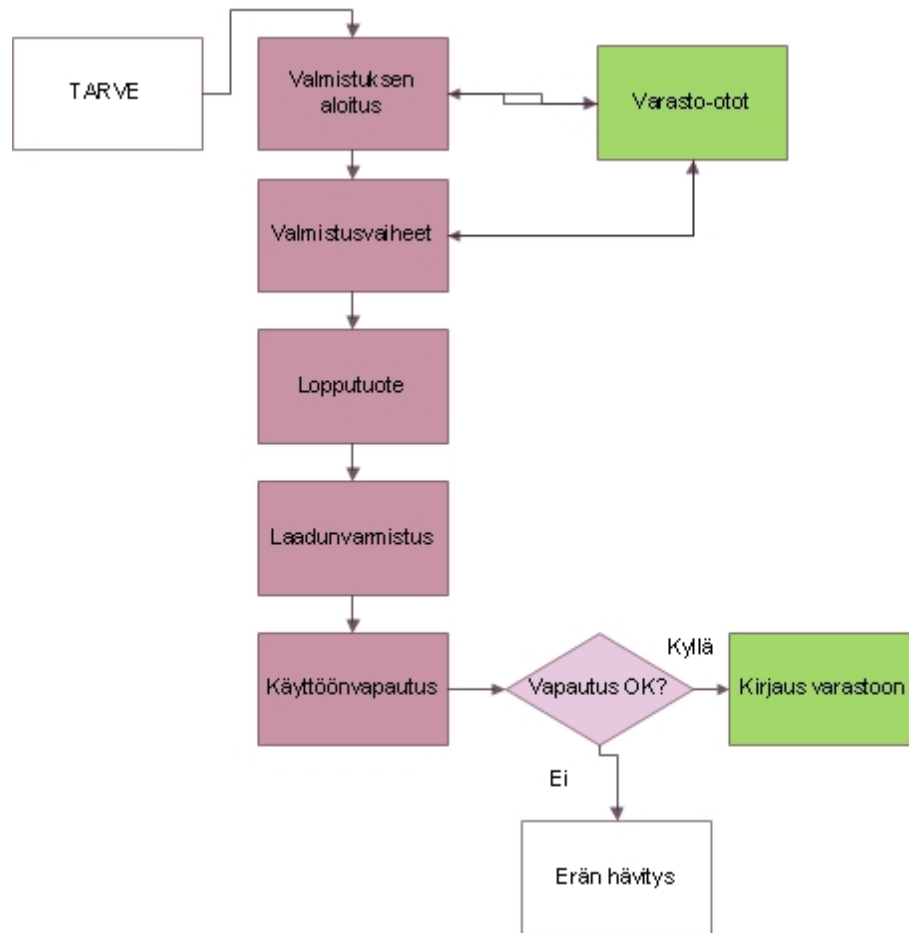 TARVE
Valmistuksen
aloitus
Varasto-otot
Valmistusvaiheet
Lopputuote
Laadunvarmistus
Käyttöönvapautus
Vapautus OK?
Kyllä
Kirjaus varastoon
Ei
Erän hävitys